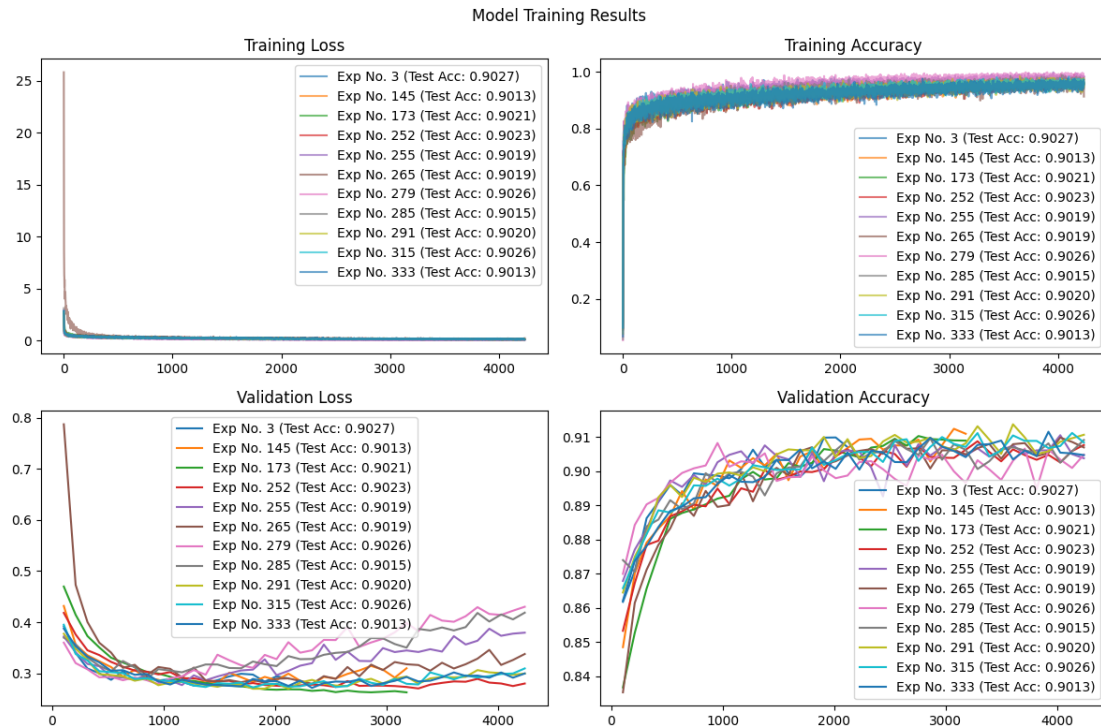 Model Training Results
Training Loss
25
20
15
10
5
0
0 1000 2000 3000 4000
Exp No. 3 (Test Acc: 0.9027)
Exp No. 145 (Test Acc: 0.9013)
Exp No. 173 (Test Acc: 0.9021)
Exp No. 252 (Test Acc: 0.9023)
Exp No. 255 (Test Acc: 0.9019)
Exp No. 265 (Test Acc: 0.9019)
Exp No. 279 (Test Acc: 0.9026)
Exp No. 285 (Test Acc: 0.9015)
Exp No. 291 (Test Acc: 0.9020)
Exp No. 315 (Test Acc: 0.9026)
Exp No. 333 (Test Acc: 0.9013)
Training Accuracy
1.0
0.8
0.6
0.4
0.2
0 1000 2000 3000 4000
Exp No. 3 (Test Acc: 0.9027)
Exp No. 145 (Test Acc: 0.9013)
Exp No. 173 (Test Acc: 0.9021)
Exp No. 252 (Test Acc: 0.9023)
Exp No. 255 (Test Acc: 0.9019)
Exp No. 265 (Test Acc: 0.9019)
Exp No. 279 (Test Acc: 0.9026)
Exp No. 285 (Test Acc: 0.9015)
Exp No. 291 (Test Acc: 0.9020)
Exp No. 315 (Test Acc: 0.9026)
Exp No. 333 (Test Acc: 0.9013)
Validation Loss
0.8
0.7
0.6
0.5
0.4
0.3
0 1000 2000 3000 4000
Exp No. 3 (Test Acc: 0.9027)
Exp No. 145 (Test Acc: 0.9013)
Exp No. 173 (Test Acc: 0.9021)
Exp No. 252 (Test Acc: 0.9023)
Exp No. 255 (Test Acc: 0.9019)
Exp No. 265 (Test Acc: 0.9019)
Exp No. 279 (Test Acc: 0.9026)
Exp No. 285 (Test Acc: 0.9015)
Exp No. 291 (Test Acc: 0.9020)
Exp No. 315 (Test Acc: 0.9026)
Exp No. 333 (Test Acc: 0.9013)
Validation Accuracy
0.91
0.90
0.89
0.88
0.87
0.86
0.85
0.84
0 1000 2000 3000 4000
Exp No. 3 (Test Acc: 0.9027)
Exp No. 145 (Test Acc: 0.9013)
Exp No. 173 (Test Acc: 0.9021)
Exp No. 252 (Test Acc: 0.9023)
Exp No. 255 (Test Acc: 0.9019)
Exp No. 265 (Test Acc: 0.9019)
Exp No. 279 (Test Acc: 0.9026)
Exp No. 285 (Test Acc: 0.9015)
Exp No. 291 (Test Acc: 0.9020)
Exp No. 315 (Test Acc: 0.9026)
Exp No. 333 (Test Acc: 0.9013)